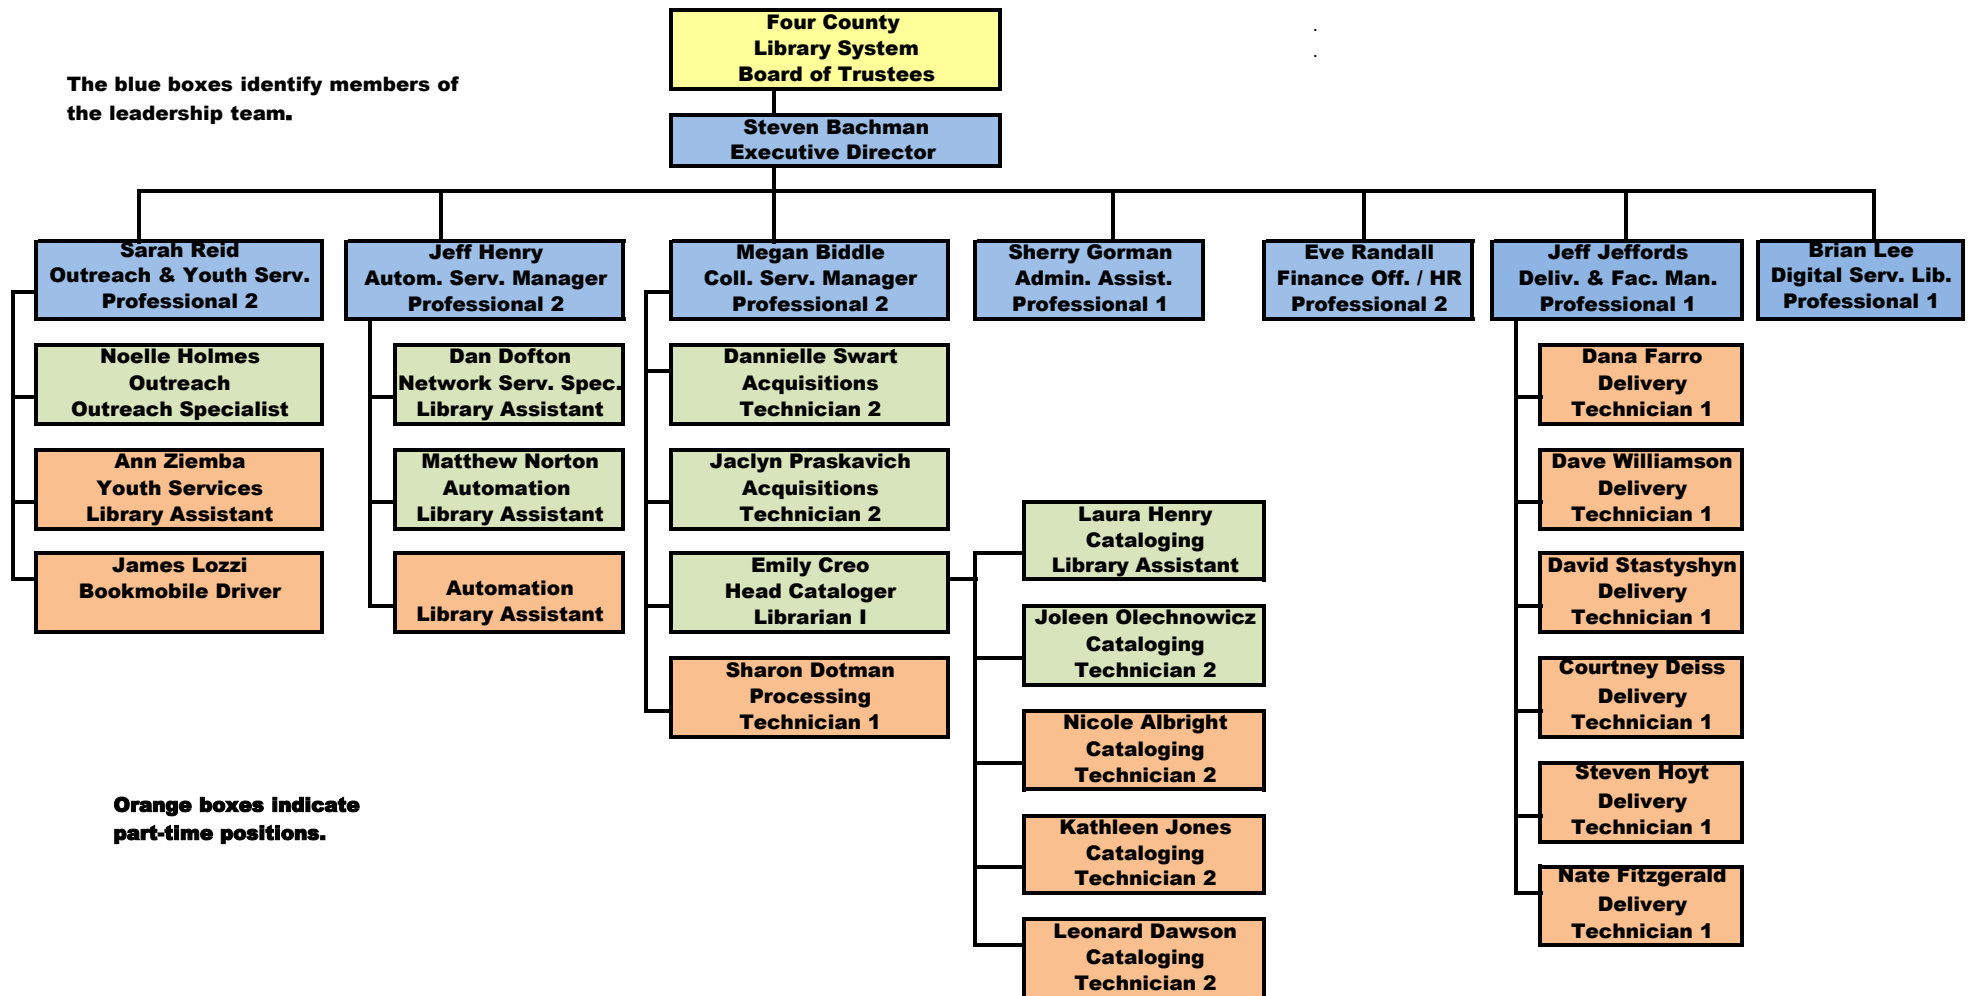 Four County
Library System
Board of Trustees
.
.
The blue boxes identify members of
the leadership team.
Steven Bachman
Executive Director
Sarah Reid
Outreach & Youth Serv.
Professional 2
Jeff Henry
Autom. Serv. Manager
Professional 2
Megan Biddle
Coll. Serv. Manager
Professional 2
Sherry Gorman
Admin. Assist.
Professional 1
Eve Randall
Finance Off. / HR
Professional 2
Jeff Jeffords
Deliv. & Fac. Man.
Professional 1
Brian Lee
Digital Serv. Lib.
Professional 1
Noelle Holmes
Outreach
Outreach Specialist
Ann Ziemba
Youth Services
Library Assistant
James Lozzi
Bookmobile Driver
Dan Dofton
Network Serv. Spec.
Library Assistant
Matthew Norton
Automation
Library Assistant
Automation
Library Assistant
Dannielle Swart
Acquisitions
Technician 2
Jaclyn Praskavich
Acquisitions
Technician 2
Emily Creo
Head Cataloger
Librarian I
Sharon Dotman
Processing
Technician 1
Laura Henry
Cataloging
Library Assistant
Joleen Olechnowicz
Cataloging
Technician 2
Nicole Albright
Cataloging
Technician 2
Kathleen Jones
Cataloging
Technician 2
Leonard Dawson
Cataloging
Technician 2
Dana Farro
Delivery
Technician 1
Dave Williamson
Delivery
Technician 1
David Stastyshyn
Delivery
Technician 1
Courtney Deiss
Delivery
Technician 1
Steven Hoyt
Delivery
Technician 1
Nate Fitzgerald
Delivery
Technician 1
Orange boxes indicate
part-time positions.